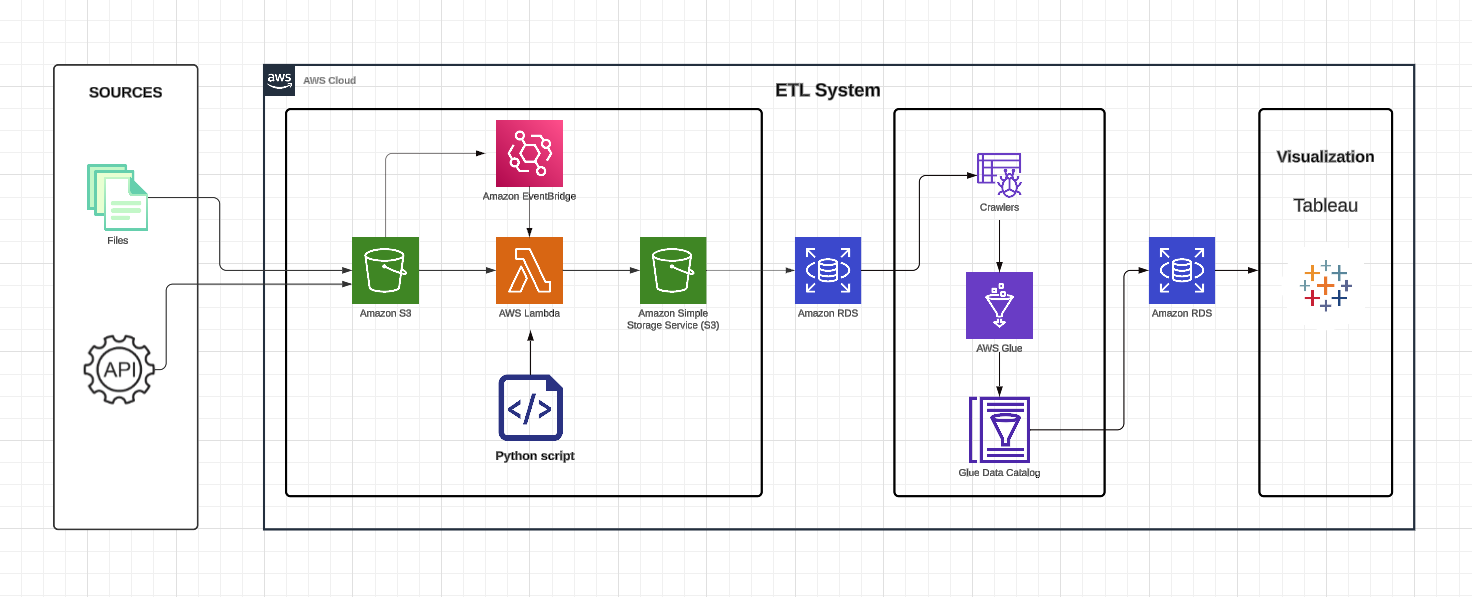 SOURCES
Files
API
aws
AWS Cloud
ETL System
Amazon EventBridge
Amazon S3
AWS Lambda
Amazon Simple
Storage Service (S3)
</>
Python script
Amazon RDS
Crawlers
AWS Glue
Glue Data Catalog
Amazon RDS
Visualization
Tableau